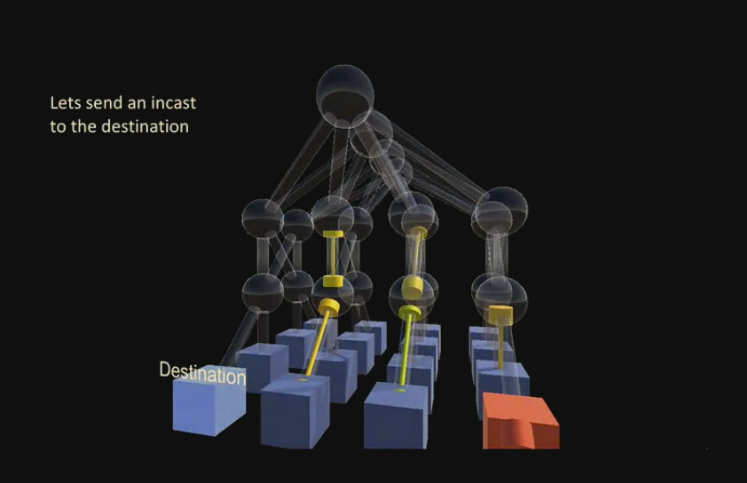 Lets send an incast
to the destination
Destination